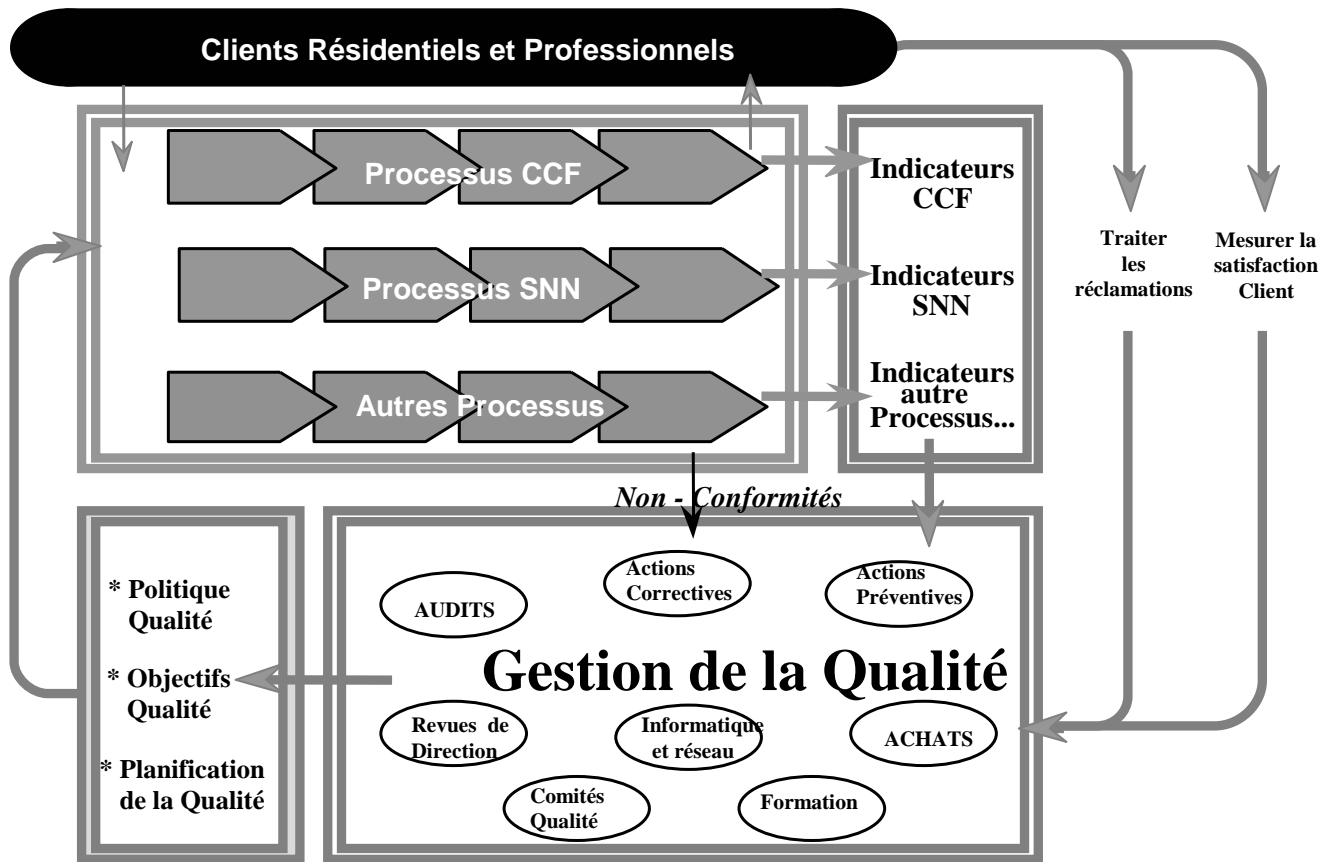 Clients Résidentiels et Professionnels
Processus CCF
Indicateurs
CCF
Traiter
les
réclamations
Mesurer la
satisfaction
Client
Processus SNN
Indicateurs
SNN
Autres Processus
Indicateurs
autre
Processus...
Non - Conformités
* Politique
Qualité
* Objectifs
Qualité
* Planification
de la Qualité
AUDITS
Actions
Correctives
Actions
Préventives
Gestion de la Qualité
Revues de
Direction
Informatique
et réseau
ACHATS
Comités
Qualité
Formation